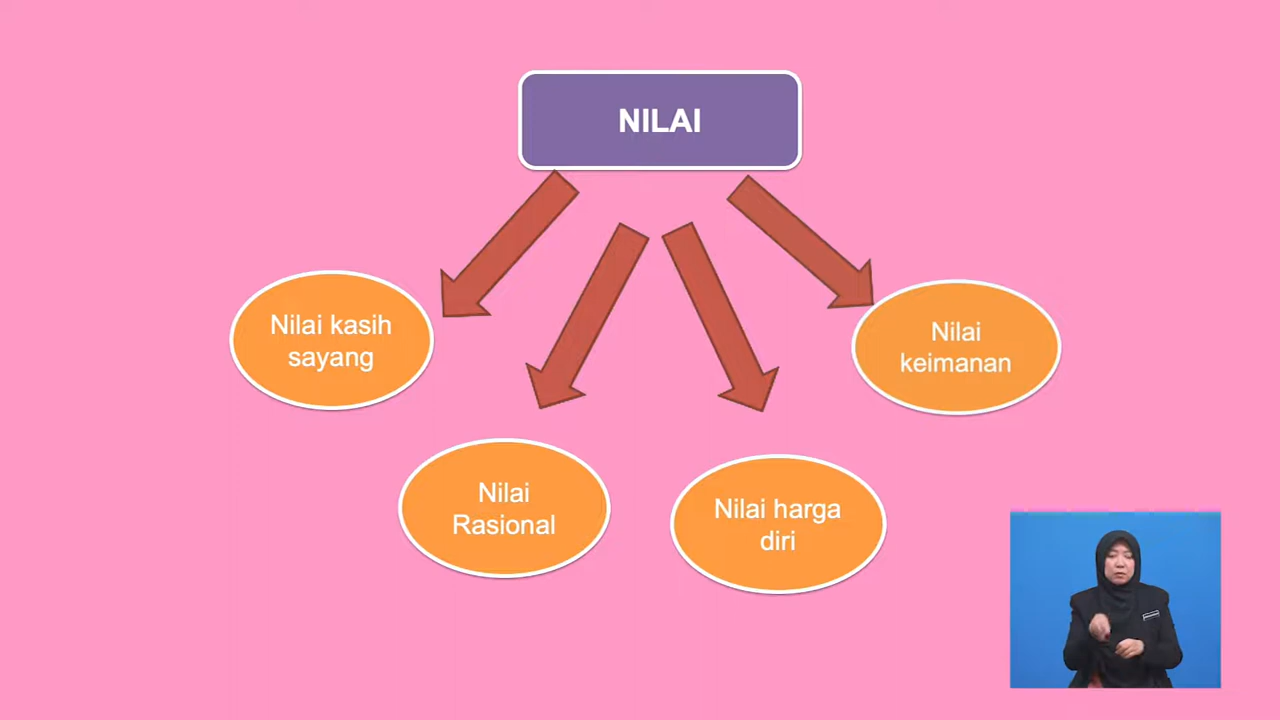 NILAI
Nilai kasih
sayang
Nilai
Rasional
Nilai harga
diri
Nilai
keimanan